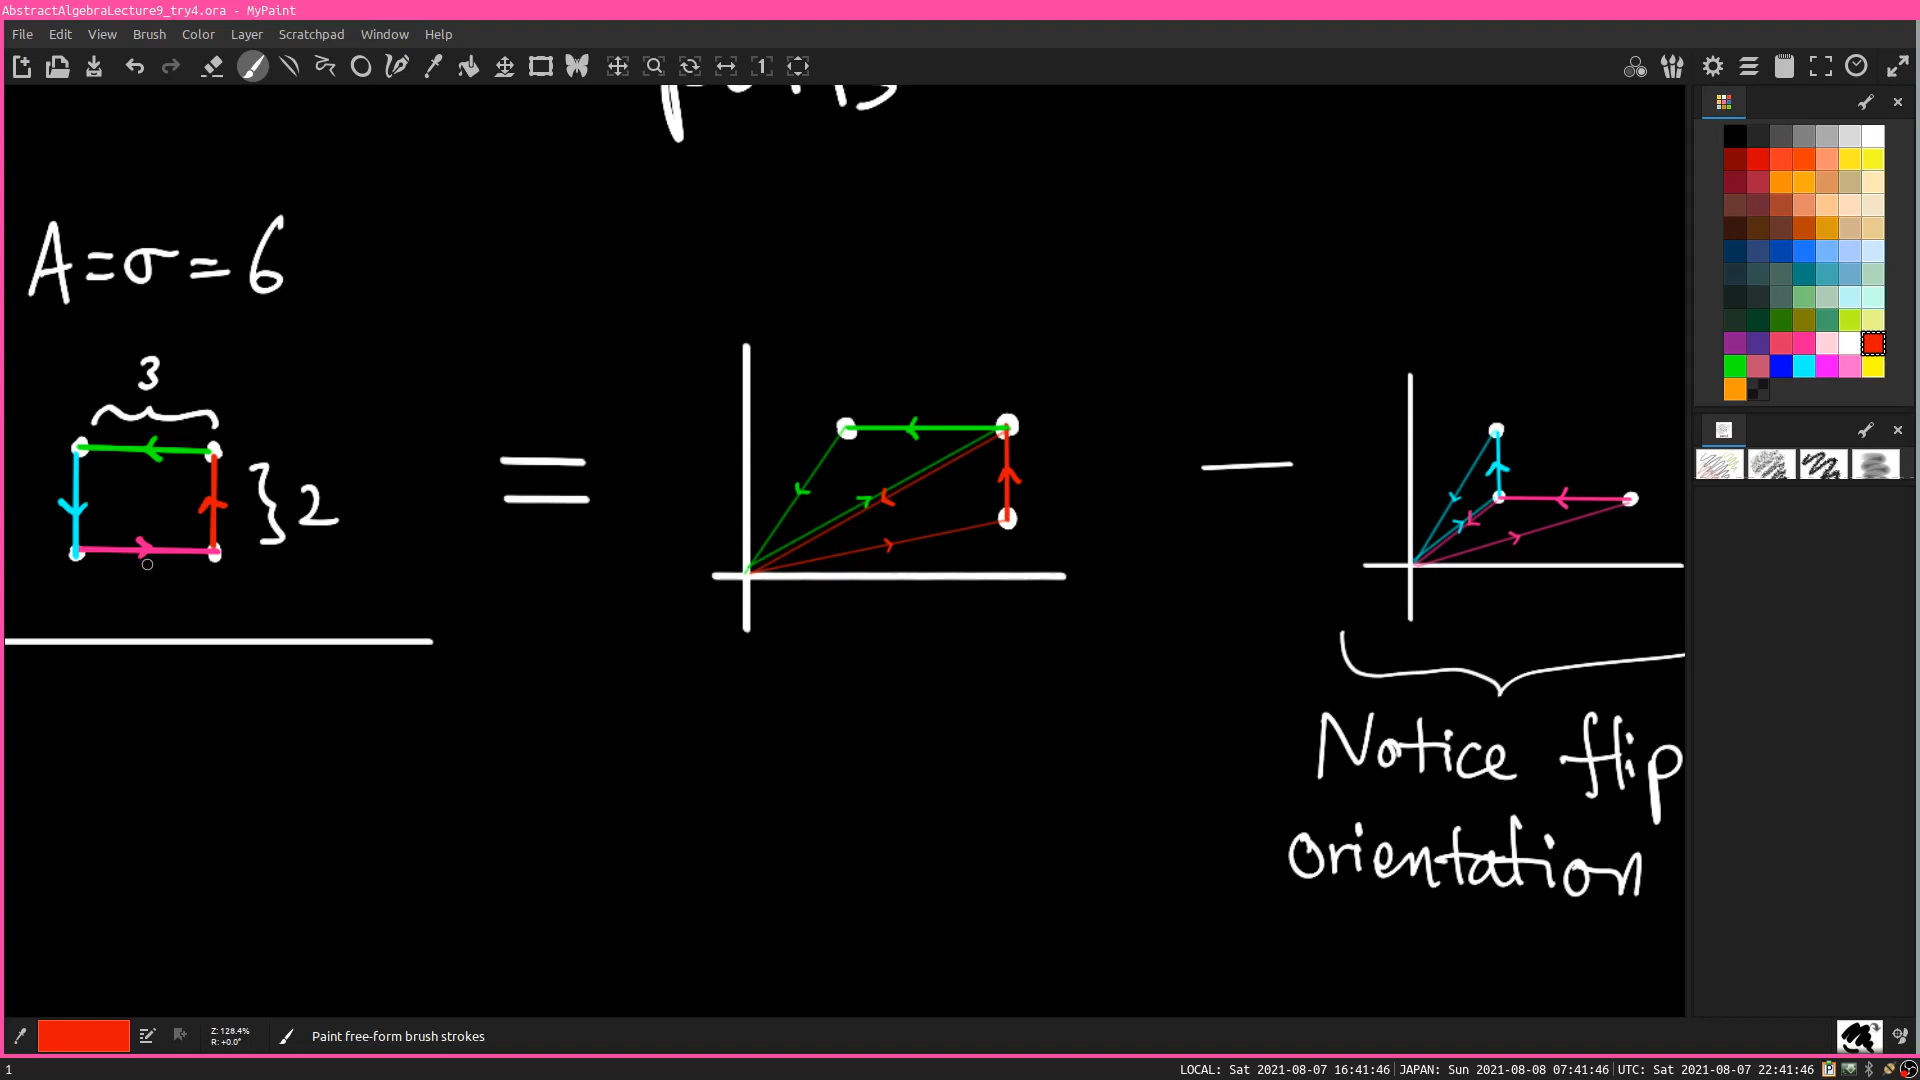 AbstractAlgebraLecture9_try4.ora - MyPaint
File Edit View Brush Color Layer Scratchpad Window Help
A=σ=6
3
2
=
—
Notice flip
orientation
Z: 128.4%
R: +0.0°
Paint free-form brush strokes
1
LOCAL: Sat 2021-08-07 16:41:46 | JAPAN: Sun 2021-08-08 07:41:46 | UTC: Sat 2021-08-07 22:41:46